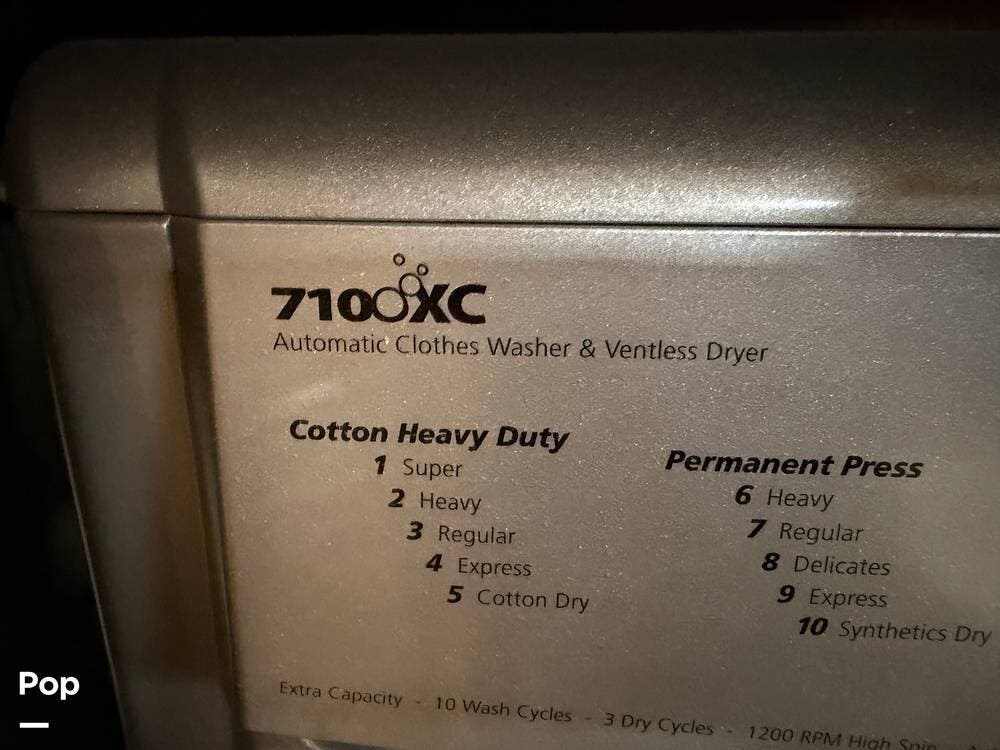 7100XC
Automatic Clothes Washer & Ventless Dryer
Cotton Heavy Duty
1 Super
2 Heavy
3 Regular
4 Express
5 Cotton Dry
Permanent Press
6 Heavy
7 Regular
8 Delicates
9 Express
10 Synthetics Dry
Extra Capacity - 10 Wash Cycles - 3 Dry Cycles - 1200 RPM High Spin
Pop